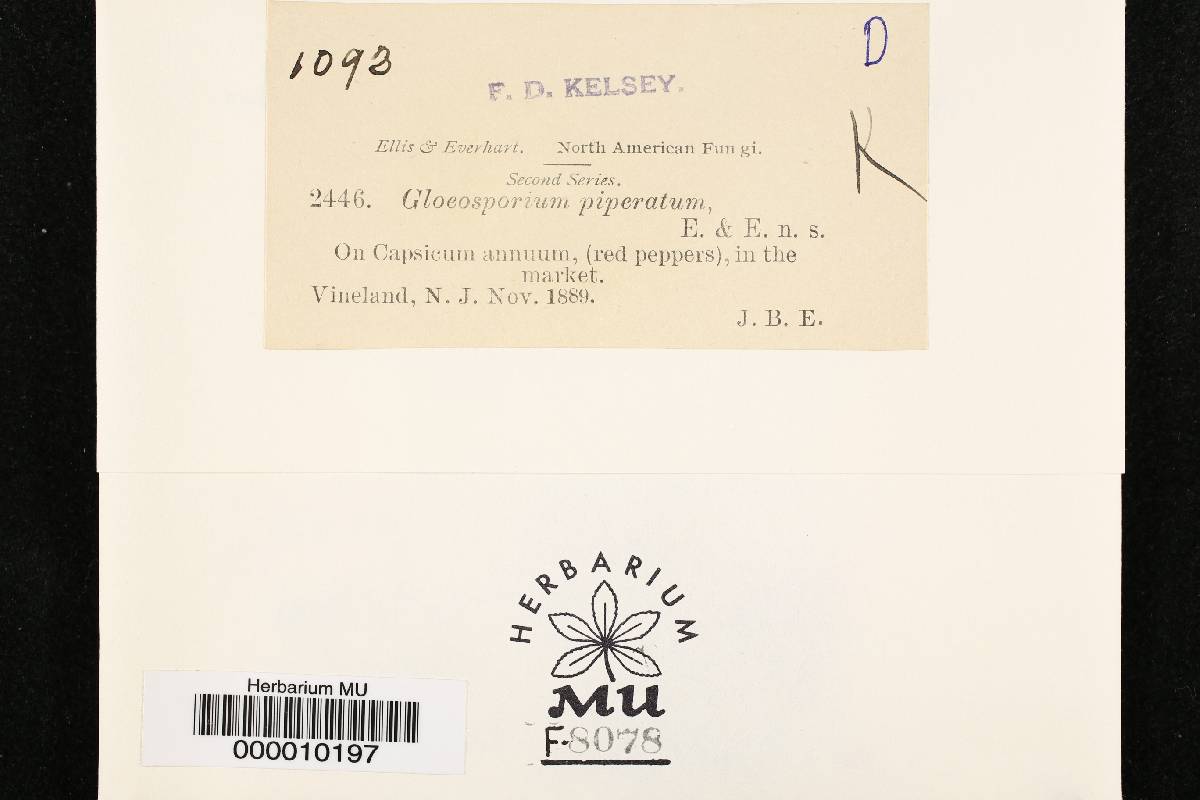 1093
D
F. D. KELSEY.
K
Ellis & Everhart. North American Fungi.
Second Series.
2446. Gloeosporium piperatum,
E. & E. n. s.
On Capsicum annuum, (red peppers), in the
market.
Vineland, N. J. Nov. 1889.
J. B. E.
HERBARIUM
MU
F-8078
Herbarium MU
000010197